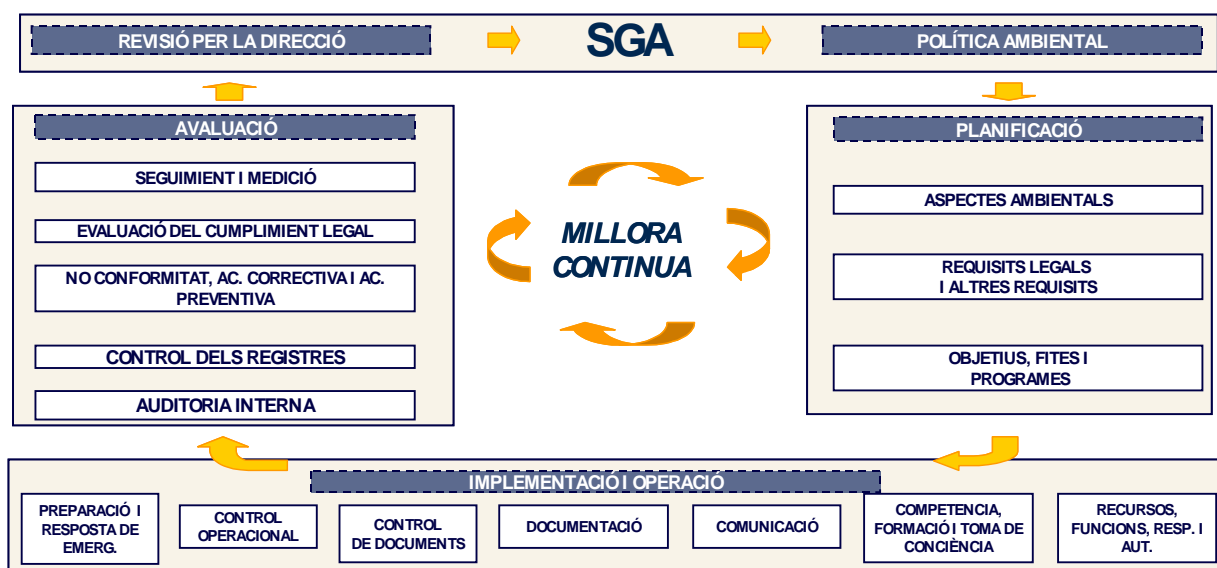 REVISIÓ PER LA DIRECCIÓ
SGA
POLÍTICA AMBIENTAL
AVALUACIÓ
SEGUIMIENT I MEDICIÓ
EVALUACIÓ DEL CUMPLIMIENT LEGAL
NO CONFORMITAT, AC. CORRECTIVA I AC.
PREVENTIVA
CONTROL DELS REGISTRES
AUDITORIA INTERNA
MILLORA
CONTINUA
PLANIFICACIÓ
ASPECTES AMBIENTALS
REQUISITS LEGALS
I ALTRES REQUISITS
OBJETIUS, FITES I
PROGRAMES
IMPLEMENTACIÓ I OPERACIÓ
PREPARACIÓ I
RESPOSTA DE
EMERG.
CONTROL
OPERACIONAL
CONTROL
DE DOCUMENTS
DOCUMENTACIÓ
COMUNICACIÓ
COMPETENCIA,
FORMACIÓ I TOMA DE
CONCIÈNCIA
RECURSOS,
FUNCIONS, RESP. I
AUT.